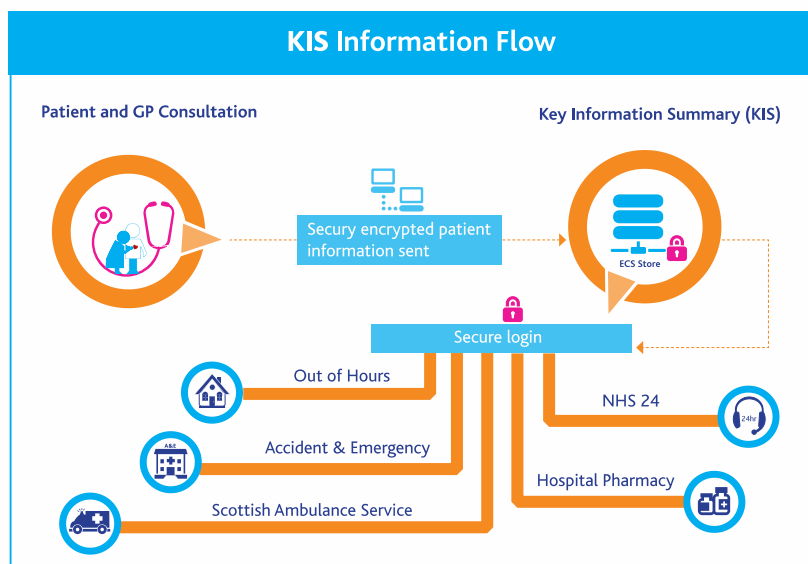 KIS Information Flow
Patient and GP Consultation
Key Information Summary (KIS)
Secury encrypted patient
information sent
ECS Store
Secure login
Out of Hours
NHS 24
24hr
A&E
Accident & Emergency
Hospital Pharmacy
Scottish Ambulance Service